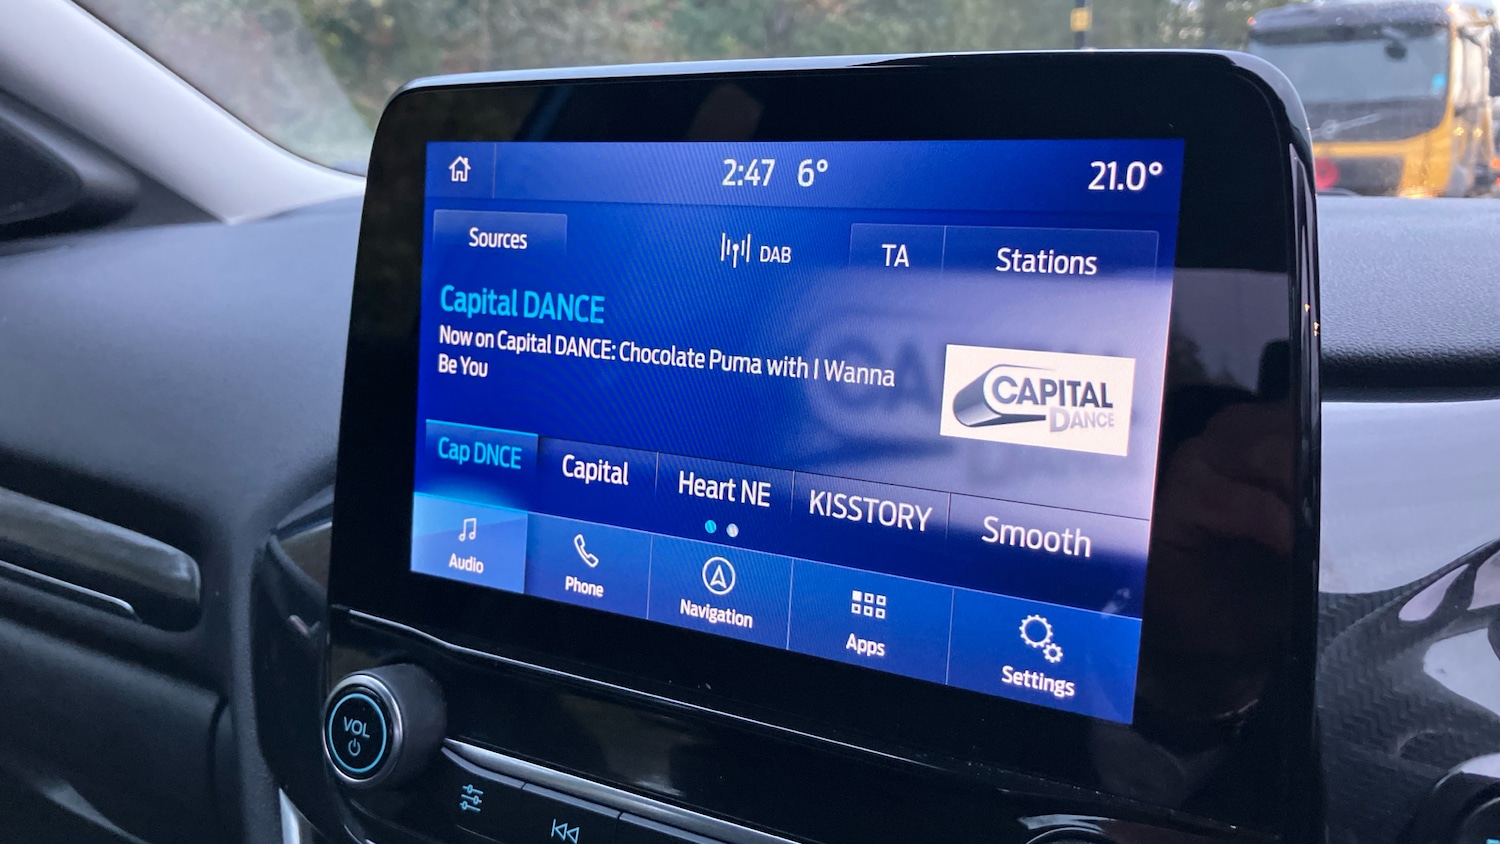 2:47 6° 21.0°
Sources DAB TA Stations
Capital DANCE
Now on Capital DANCE: Chocolate Puma with I Wanna
Be You
CAPITAL
DANCE
Cap DNCE Capital Heart NE KISSTORY Smooth
Audio Phone Navigation Apps Settings
VOL